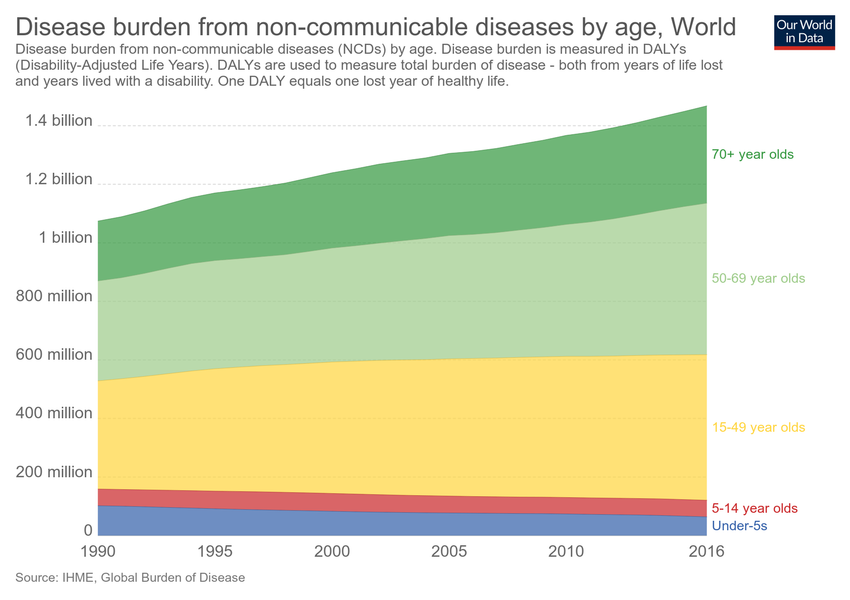 Disease burden from non-communicable diseases by age, World
Our World
in Data
Disease burden from non-communicable diseases (NCDs) by age. Disease burden is measured in DALYs
(Disability-Adjusted Life Years). DALYs are used to measure total burden of disease - both from years of life lost
and years lived with a disability. One DALY equals one lost year of healthy life.
1.4 billion
1.2 billion
1 billion
800 million
600 million
400 million
200 million
0
70+ year olds
50-69 year olds
15-49 year olds
5-14 year olds
Under-5s
1990 1995 2000 2005 2010 2016
Source: IHME, Global Burden of Disease